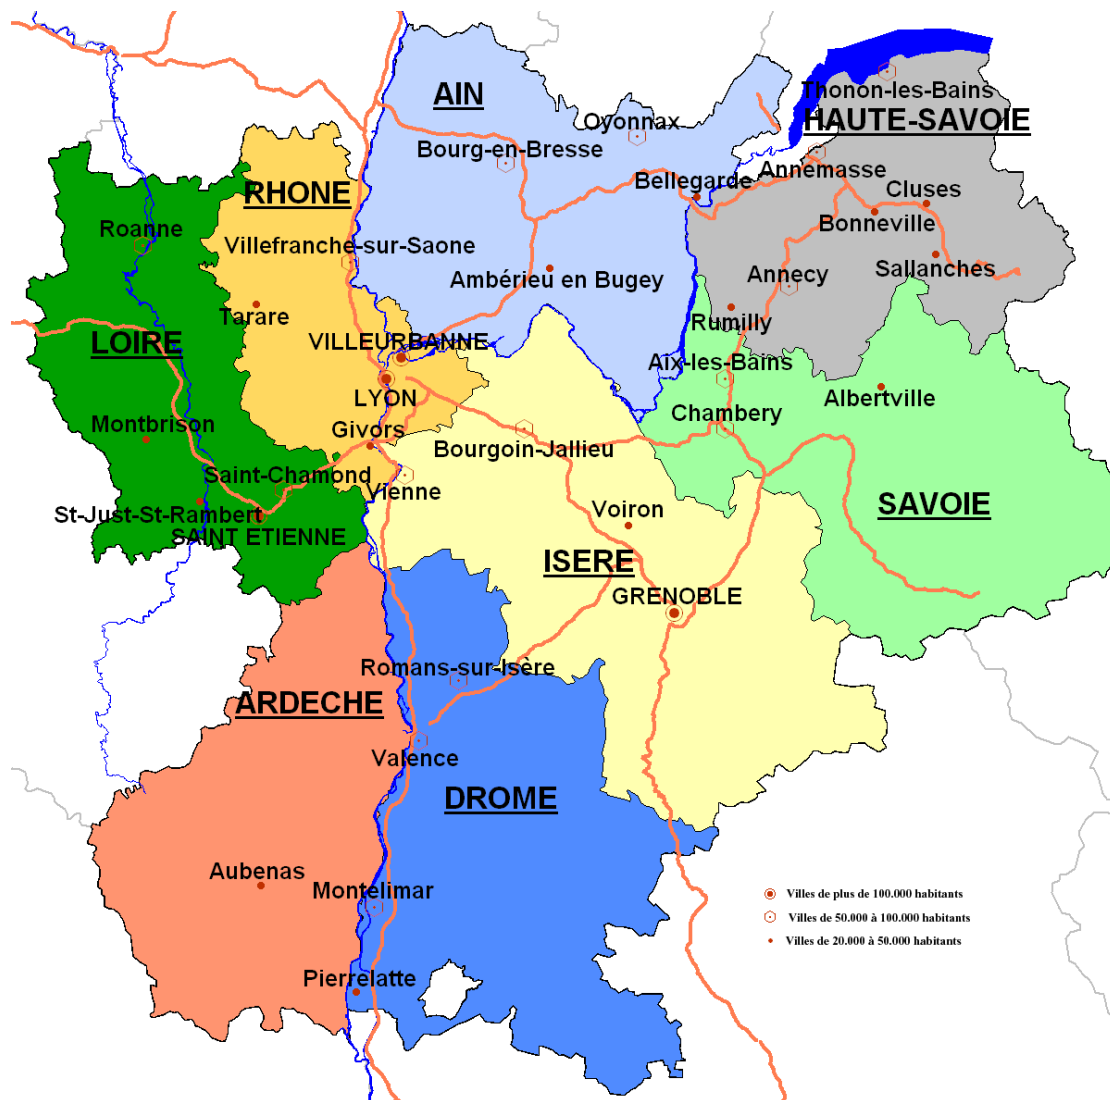 Thonon-les-Bains
AIN
HAUTE-SAVOIE
Oyonnax
Bourg-en-Bresse
Annemasse
Bellegarde
RHONE
Cluses
Bonneville
Roanne
Villefranche-sur-Saone
Sallanches
Annecy
Ambérieu en Bugey
Tarare
Rumilly
LOIRE
VILLEURBANNE
Aix-les-Bains
LYON
Albertville
Chambery
Montbrison
Givors
Bourgoin-Jallieu
Saint-Chamond
Vienne
SAVOIE
Voiron
St-Just-St-Rambert
SAINT ETIENNE
ISERE
GRENOBLE
Romans-sur-Isère
ARDECHE
Valence
DROME
Aubenas
Montelimar
Villes de plus de 100.000 habitants
Villes de 50.000 à 100.000 habitants
Villes de 20.000 à 50.000 habitants
Pierrelatte